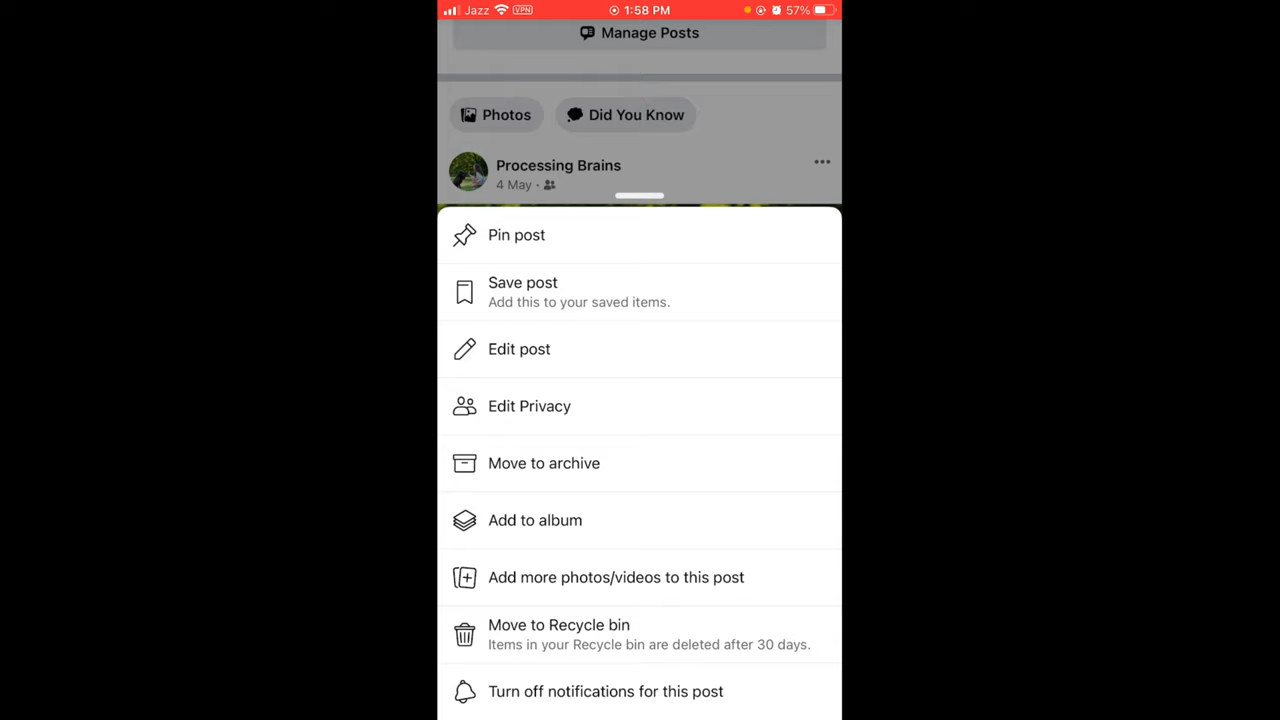 Jazz VPN 1:58 PM 57%
Manage Posts
Photos Did You Know
Processing Brains
4 May ·
Pin post
Save post
Add this to your saved items.
Edit post
Edit Privacy
Move to archive
Add to album
Add more photos/videos to this post
Move to Recycle bin
Items in your Recycle bin are deleted after 30 days.
Turn off notifications for this post